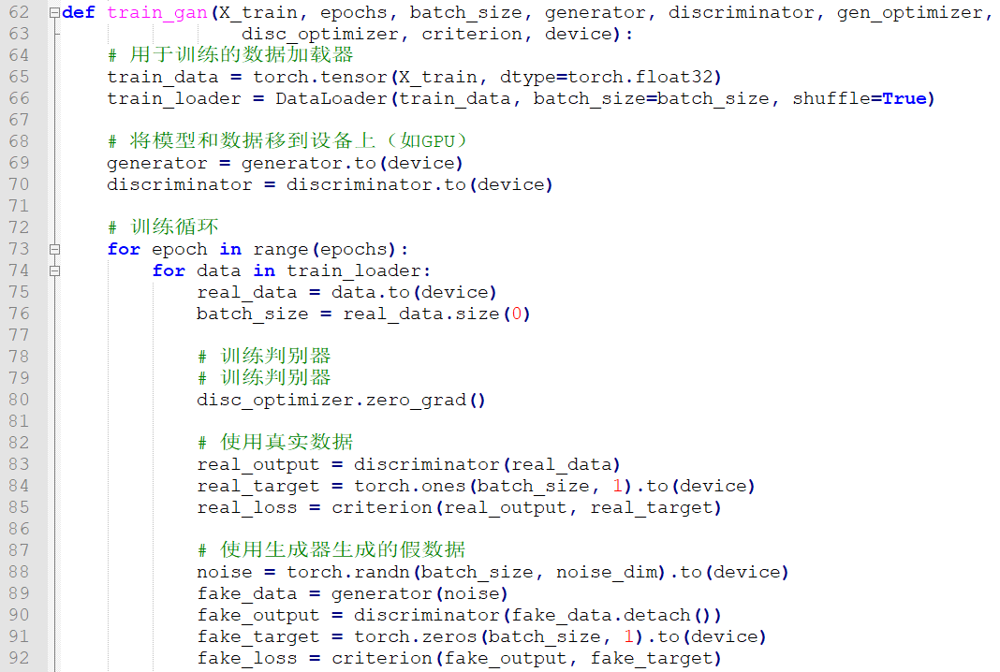 62 def train_gan(X_train, epochs, batch_size, generator, discriminator, gen_optimizer,
63                 disc_optimizer, criterion, device):
64     # 用于训练的数据加载器
65     train_data = torch.tensor(X_train, dtype=torch.float32)
66     train_loader = DataLoader(train_data, batch_size=batch_size, shuffle=True)
67
68     # 将模型和数据移到设备上（如GPU）
69     generator = generator.to(device)
70     discriminator = discriminator.to(device)
71
72     # 训练循环
73     for epoch in range(epochs):
74         for data in train_loader:
75             real_data = data.to(device)
76             batch_size = real_data.size(0)
77
78             # 训练判别器
79             # 训练判别器
80             disc_optimizer.zero_grad()
81
82             # 使用真实数据
83             real_output = discriminator(real_data)
84             real_target = torch.ones(batch_size, 1).to(device)
85             real_loss = criterion(real_output, real_target)
86
87             # 使用生成器生成的假数据
88             noise = torch.randn(batch_size, noise_dim).to(device)
89             fake_data = generator(noise)
90             fake_output = discriminator(fake_data.detach())
91             fake_target = torch.zeros(batch_size, 1).to(device)
92             fake_loss = criterion(fake_output, fake_target)